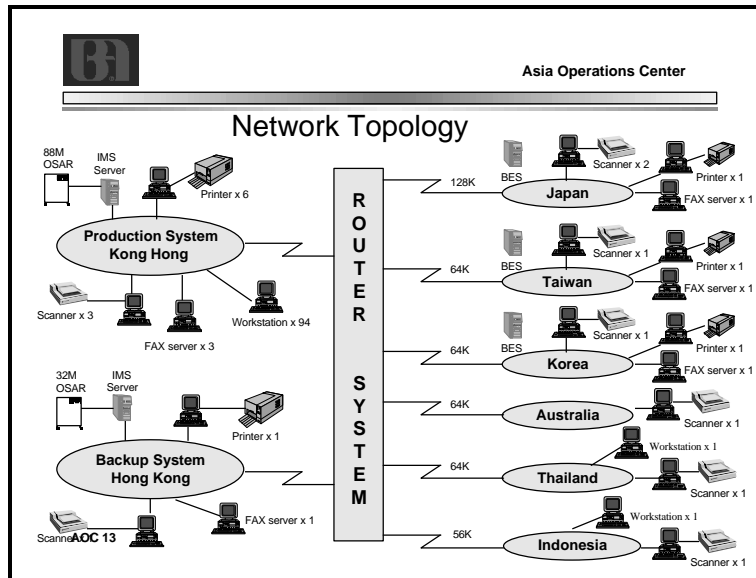 BA
Asia Operations Center
Network Topology
88M
OSAR
IMS
Server
Printer x 6
Production System
Kong Hong
Scanner x 3
FAX server x 3
Workstation x 94
32M
OSAR
IMS
Server
Printer x 1
Backup System
Hong Kong
FAX server x 1
Scanner
AOC 13
ROUTER SYSTEM
128K
BES
Scanner x 2
Printer x 1
Japan
FAX server x 1
64K
BES
Scanner x 1
Printer x 1
Taiwan
FAX server x 1
64K
BES
Scanner x 1
Printer x 1
Korea
FAX server x 1
64K
Australia
Scanner x 1
64K
Workstation x 1
Thailand
Scanner x 1
56K
Workstation x 1
Indonesia
Scanner x 1